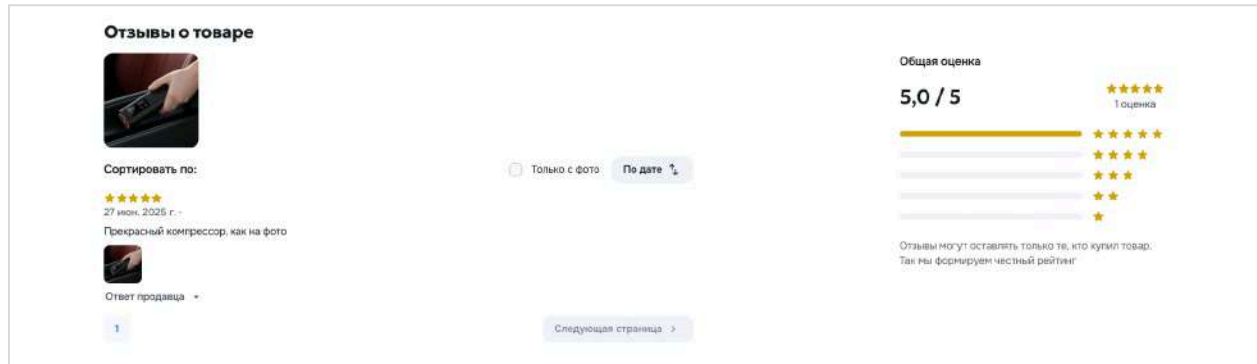 Отзывы о товаре
Сортировать по:
Только с фото
По дате
27 июн. 2025 г. -
Прекрасный компрессор, как на фото
Ответ продавца
1
Следующая страница
Общая оценка
5,0 / 5
1 оценка
Отзывы могут оставлять только те, кто купил товар.
Так мы формируем честный рейтинг